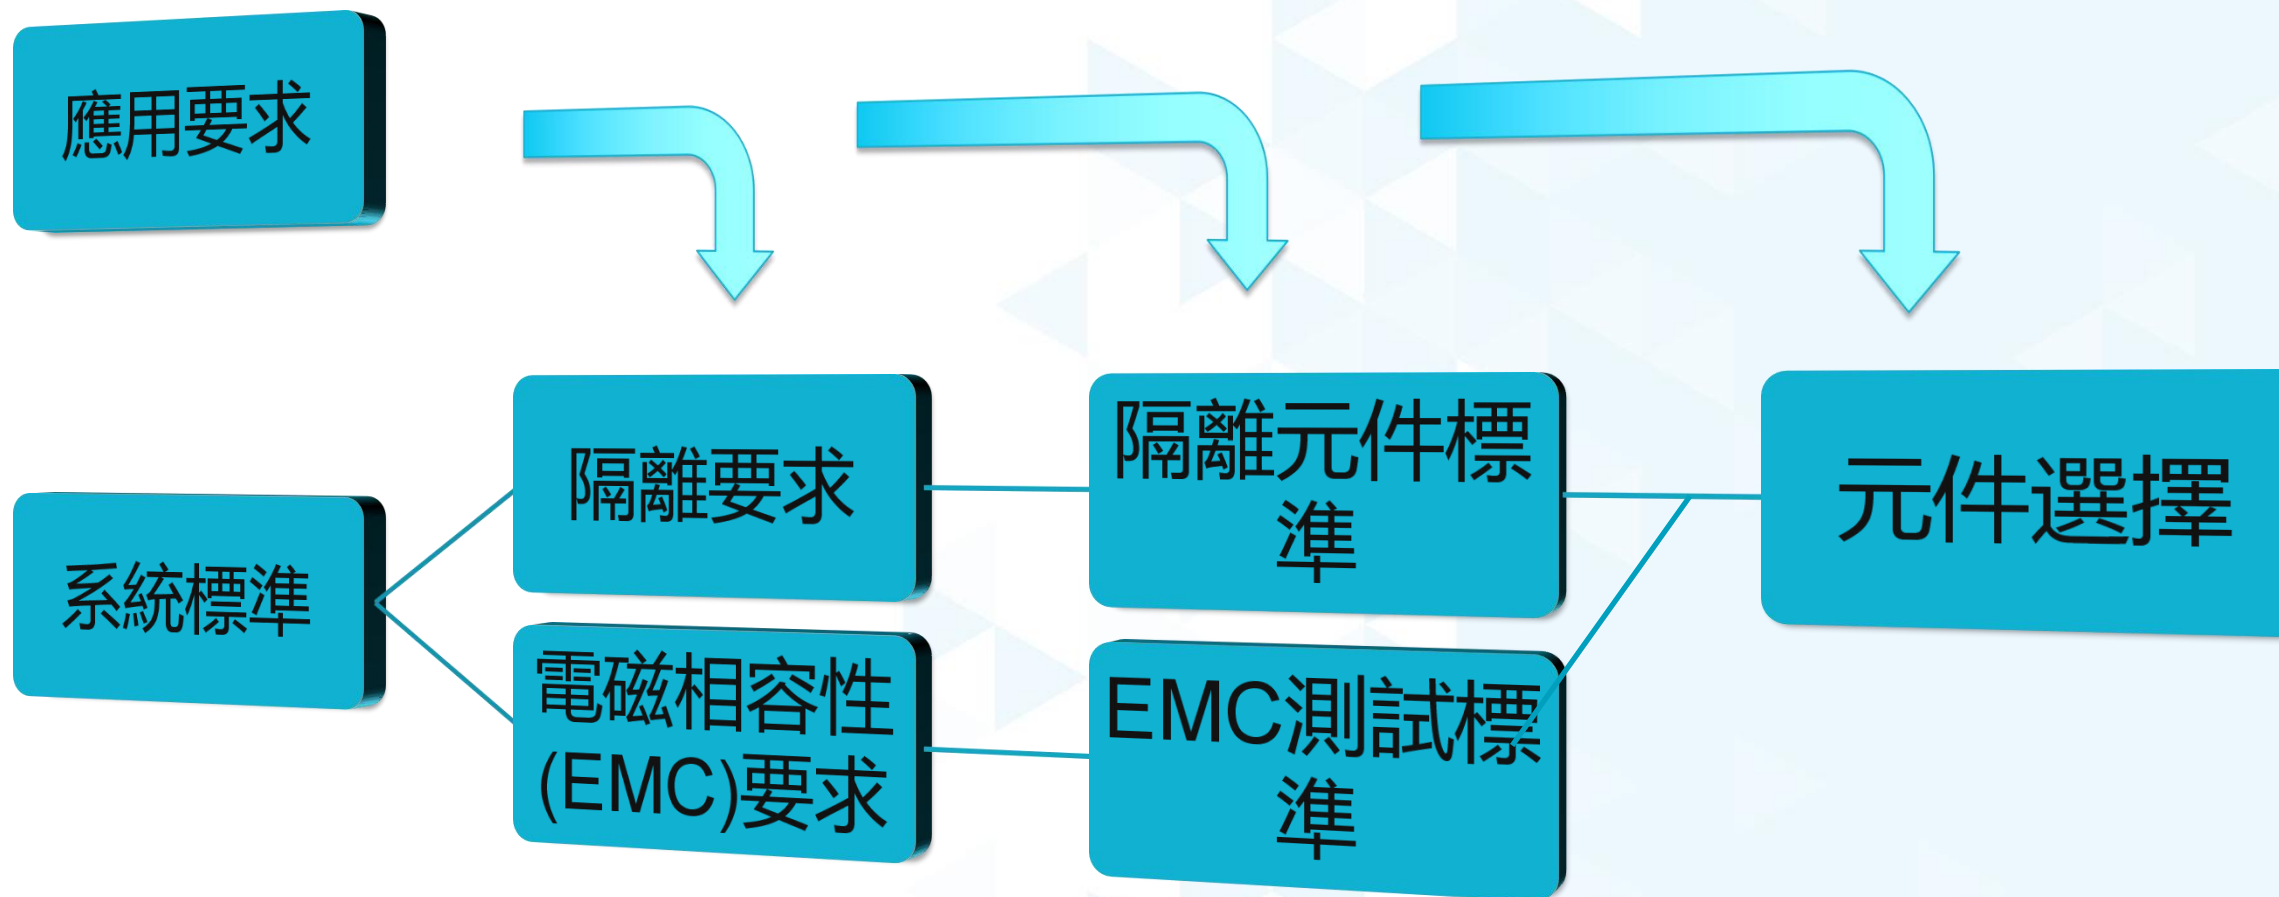 應用要求
系統標準
隔離要求
電磁相容性
(EMC)要求
隔離元件標
準
EMC測試標
準
元件選擇